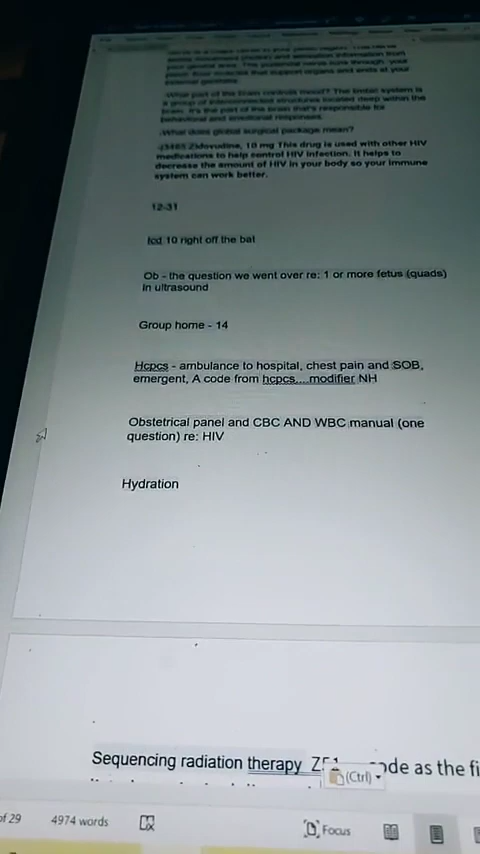 What part of the brain controls mood? The limbic system is
a group of interconnected structures located deep within the
brain. It's the part of the brain that's responsible for
behavioral and emotional responses.
What does global surgical package mean?
Zidovudine, 10 mg This drug is used with other HIV
medications to help control HIV infection. It helps to
decrease the amount of HIV in your body so your immune
system can work better.
12-31
Icd 10 right off the bat
Ob - the question we went over re: 1 or more fetus (quads)
in ultrasound
Group home - 14
Hcpcs - ambulance to hospital, chest pain and SOB,
emergent, A code from hcpcs....modifier NH
Obstetrical panel and CBC AND WBC manual (one
question) re: HIV
Hydration
Sequencing radiation therapy as the
(Ctrl)
of 29 4974 words Focus